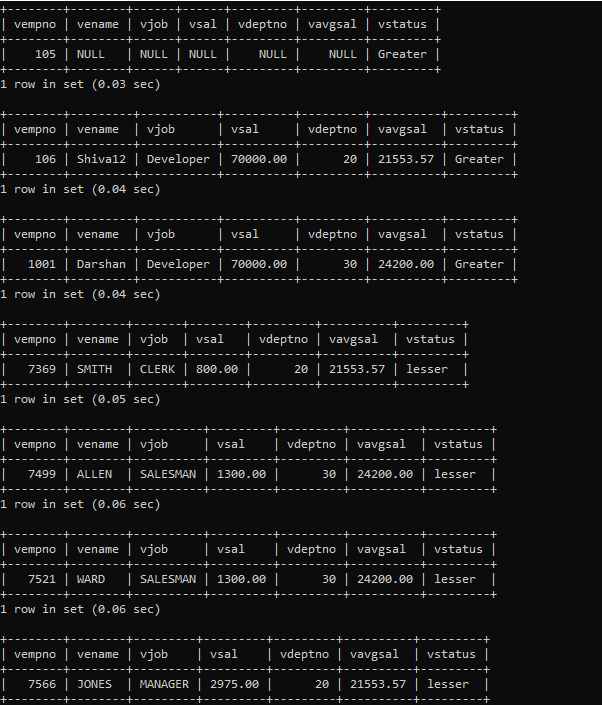 +--------+--------+------+------+---------+---------+---------+
| vempno | vename | vjob | vsal | vdeptno | vavgsal | vstatus |
+--------+--------+------+------+---------+---------+---------+
|    105 | NULL   | NULL | NULL |    NULL |    NULL | Greater |
+--------+--------+------+------+---------+---------+---------+
1 row in set (0.03 sec)

+--------+---------+-----------+----------+---------+----------+---------+
| vempno | vename  | vjob      | vsal     | vdeptno | vavgsal  | vstatus |
+--------+---------+-----------+----------+---------+----------+---------+
|    106 | Shiva12 | Developer | 70000.00 |      20 | 21553.57 | Greater |
+--------+---------+-----------+----------+---------+----------+---------+
1 row in set (0.04 sec)

+--------+---------+-----------+----------+---------+----------+---------+
| vempno | vename  | vjob      | vsal     | vdeptno | vavgsal  | vstatus |
+--------+---------+-----------+----------+---------+----------+---------+
|   1001 | Darshan | Developer | 70000.00 |      30 | 24200.00 | Greater |
+--------+---------+-----------+----------+---------+----------+---------+
1 row in set (0.04 sec)

+--------+--------+-------+--------+---------+----------+---------+
| vempno | vename | vjob  | vsal   | vdeptno | vavgsal  | vstatus |
+--------+--------+-------+--------+---------+----------+---------+
|   7369 | SMITH  | CLERK | 800.00 |      20 | 21553.57 | lesser  |
+--------+--------+-------+--------+---------+----------+---------+
1 row in set (0.05 sec)

+--------+--------+----------+---------+---------+----------+---------+
| vempno | vename | vjob     | vsal    | vdeptno | vavgsal  | vstatus |
+--------+--------+----------+---------+---------+----------+---------+
|   7499 | ALLEN  | SALESMAN | 1300.00 |      30 | 24200.00 | lesser  |
+--------+--------+----------+---------+---------+----------+---------+
1 row in set (0.06 sec)

+--------+--------+----------+---------+---------+----------+---------+
| vempno | vename | vjob     | vsal    | vdeptno | vavgsal  | vstatus |
+--------+--------+----------+---------+---------+----------+---------+
|   7521 | WARD   | SALESMAN | 1300.00 |      30 | 24200.00 | lesser  |
+--------+--------+----------+---------+---------+----------+---------+
1 row in set (0.06 sec)

+--------+--------+---------+---------+---------+----------+---------+
| vempno | vename | vjob    | vsal    | vdeptno | vavgsal  | vstatus |
+--------+--------+---------+---------+---------+----------+---------+
|   7566 | JONES  | MANAGER | 2975.00 |      20 | 21553.57 | lesser  |
+--------+--------+---------+---------+---------+----------+---------+